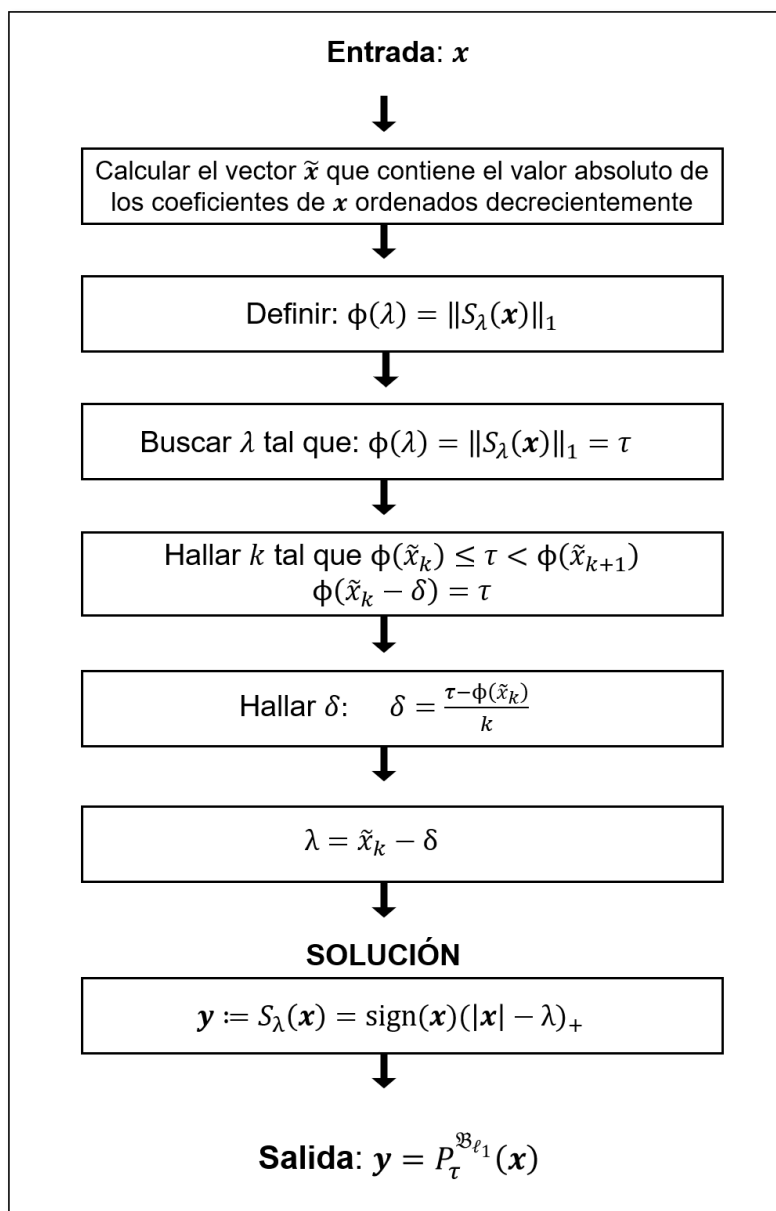 Entrada: 𝒙
Calcular el vector 𝒙̃ que contiene el valor absoluto de
los coeficientes de 𝒙 ordenados decrecientemente
Definir: ϕ(𝜆) = ‖𝑆_𝜆(𝒙)‖₁
Buscar 𝜆 tal que: ϕ(𝜆) = ‖𝑆_𝜆(𝒙)‖₁ = 𝜏
Hallar 𝑘 tal que ϕ(𝑥̃_𝑘) ≤ 𝜏 < ϕ(𝑥̃_{𝑘+1})
ϕ(𝑥̃_𝑘 − 𝛿) = 𝜏
Hallar 𝛿: 𝛿 = \frac{𝜏−ϕ(𝑥̃_𝑘)}{𝑘}
λ = 𝑥̃_𝑘 − δ
SOLUCIÓN
𝒚 ≔ 𝑆_λ(𝒙) = sign(𝒙)(|𝒙| − λ)₊
Salida: 𝒚 = 𝑃_𝜏^{𝔅_{ℓ₁}}(𝒙)